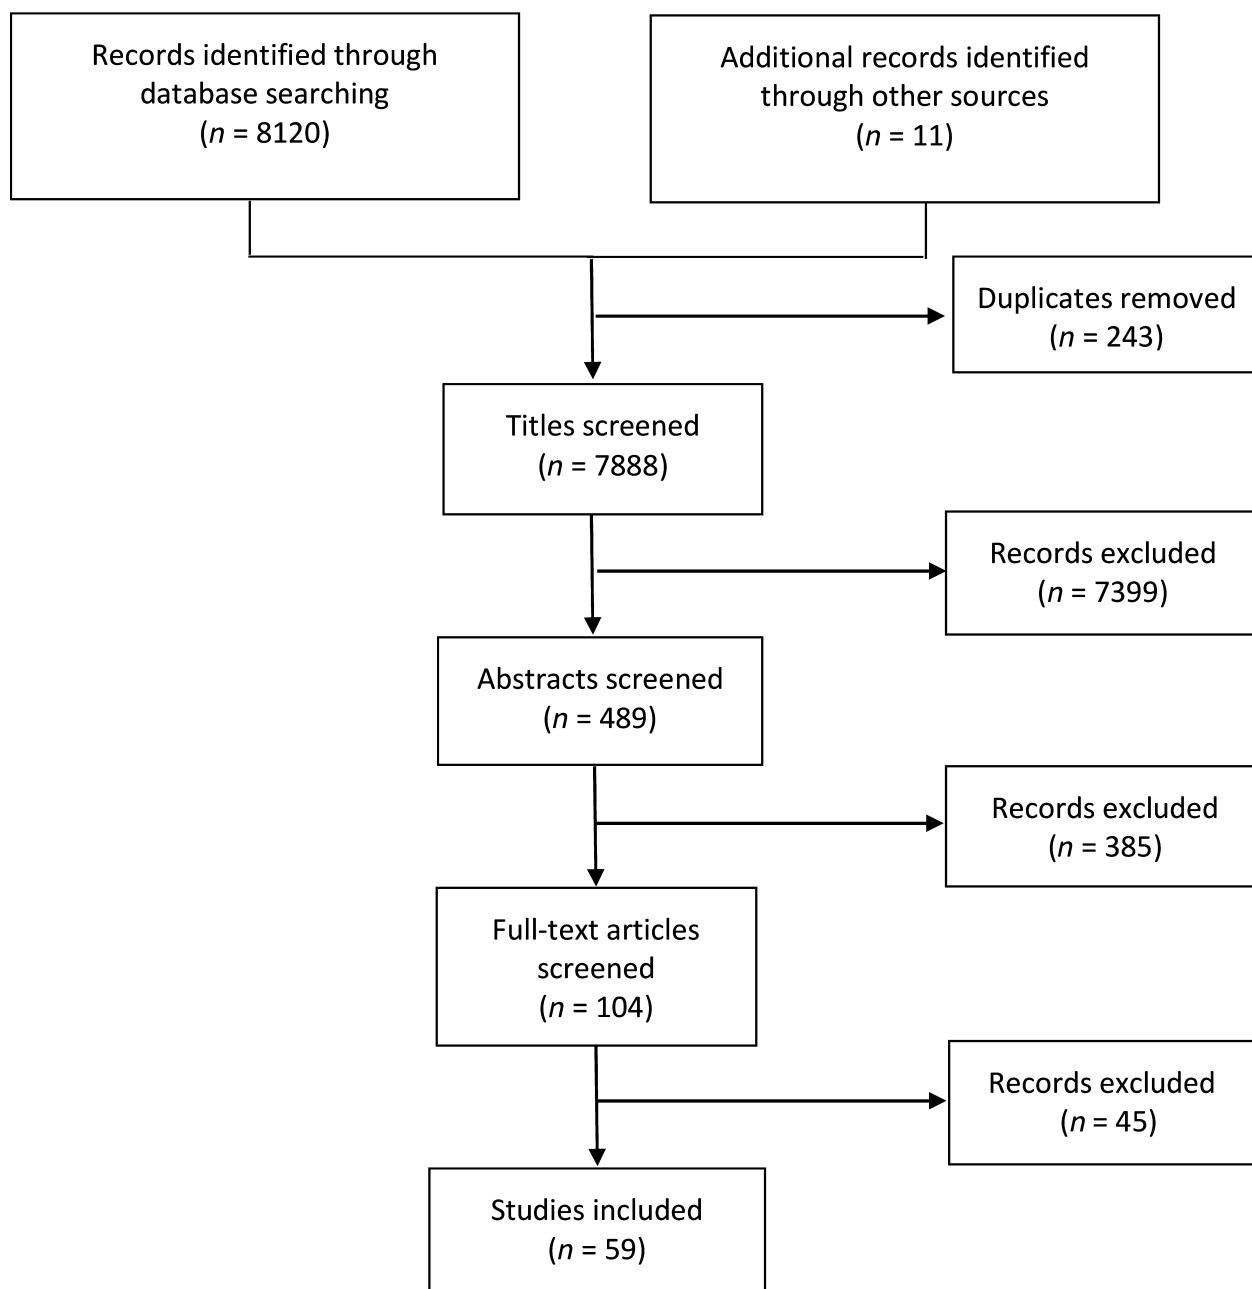 Records identified through
database searching
(n = 8120)
Additional records identified
through other sources
(n = 11)
Duplicates removed
(n = 243)
Titles screened
(n = 7888)
Records excluded
(n = 7399)
Abstracts screened
(n = 489)
Records excluded
(n = 385)
Full-text articles
screened
(n = 104)
Records excluded
(n = 45)
Studies included
(n = 59)